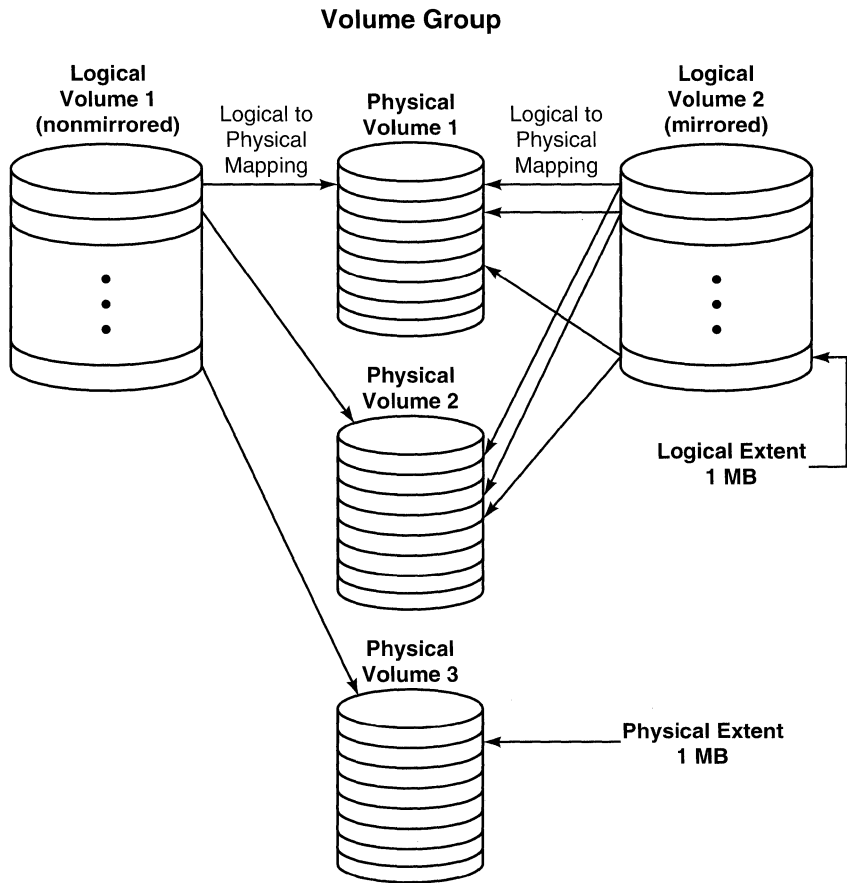 Volume Group
Logical
Volume 1
(nonmirrored)
Logical to
Physical
Mapping
Physical
Volume 1
Logical to
Physical
Mapping
Logical
Volume 2
(mirrored)
Physical
Volume 2
Logical Extent
1 MB
Physical
Volume 3
Physical Extent
1 MB